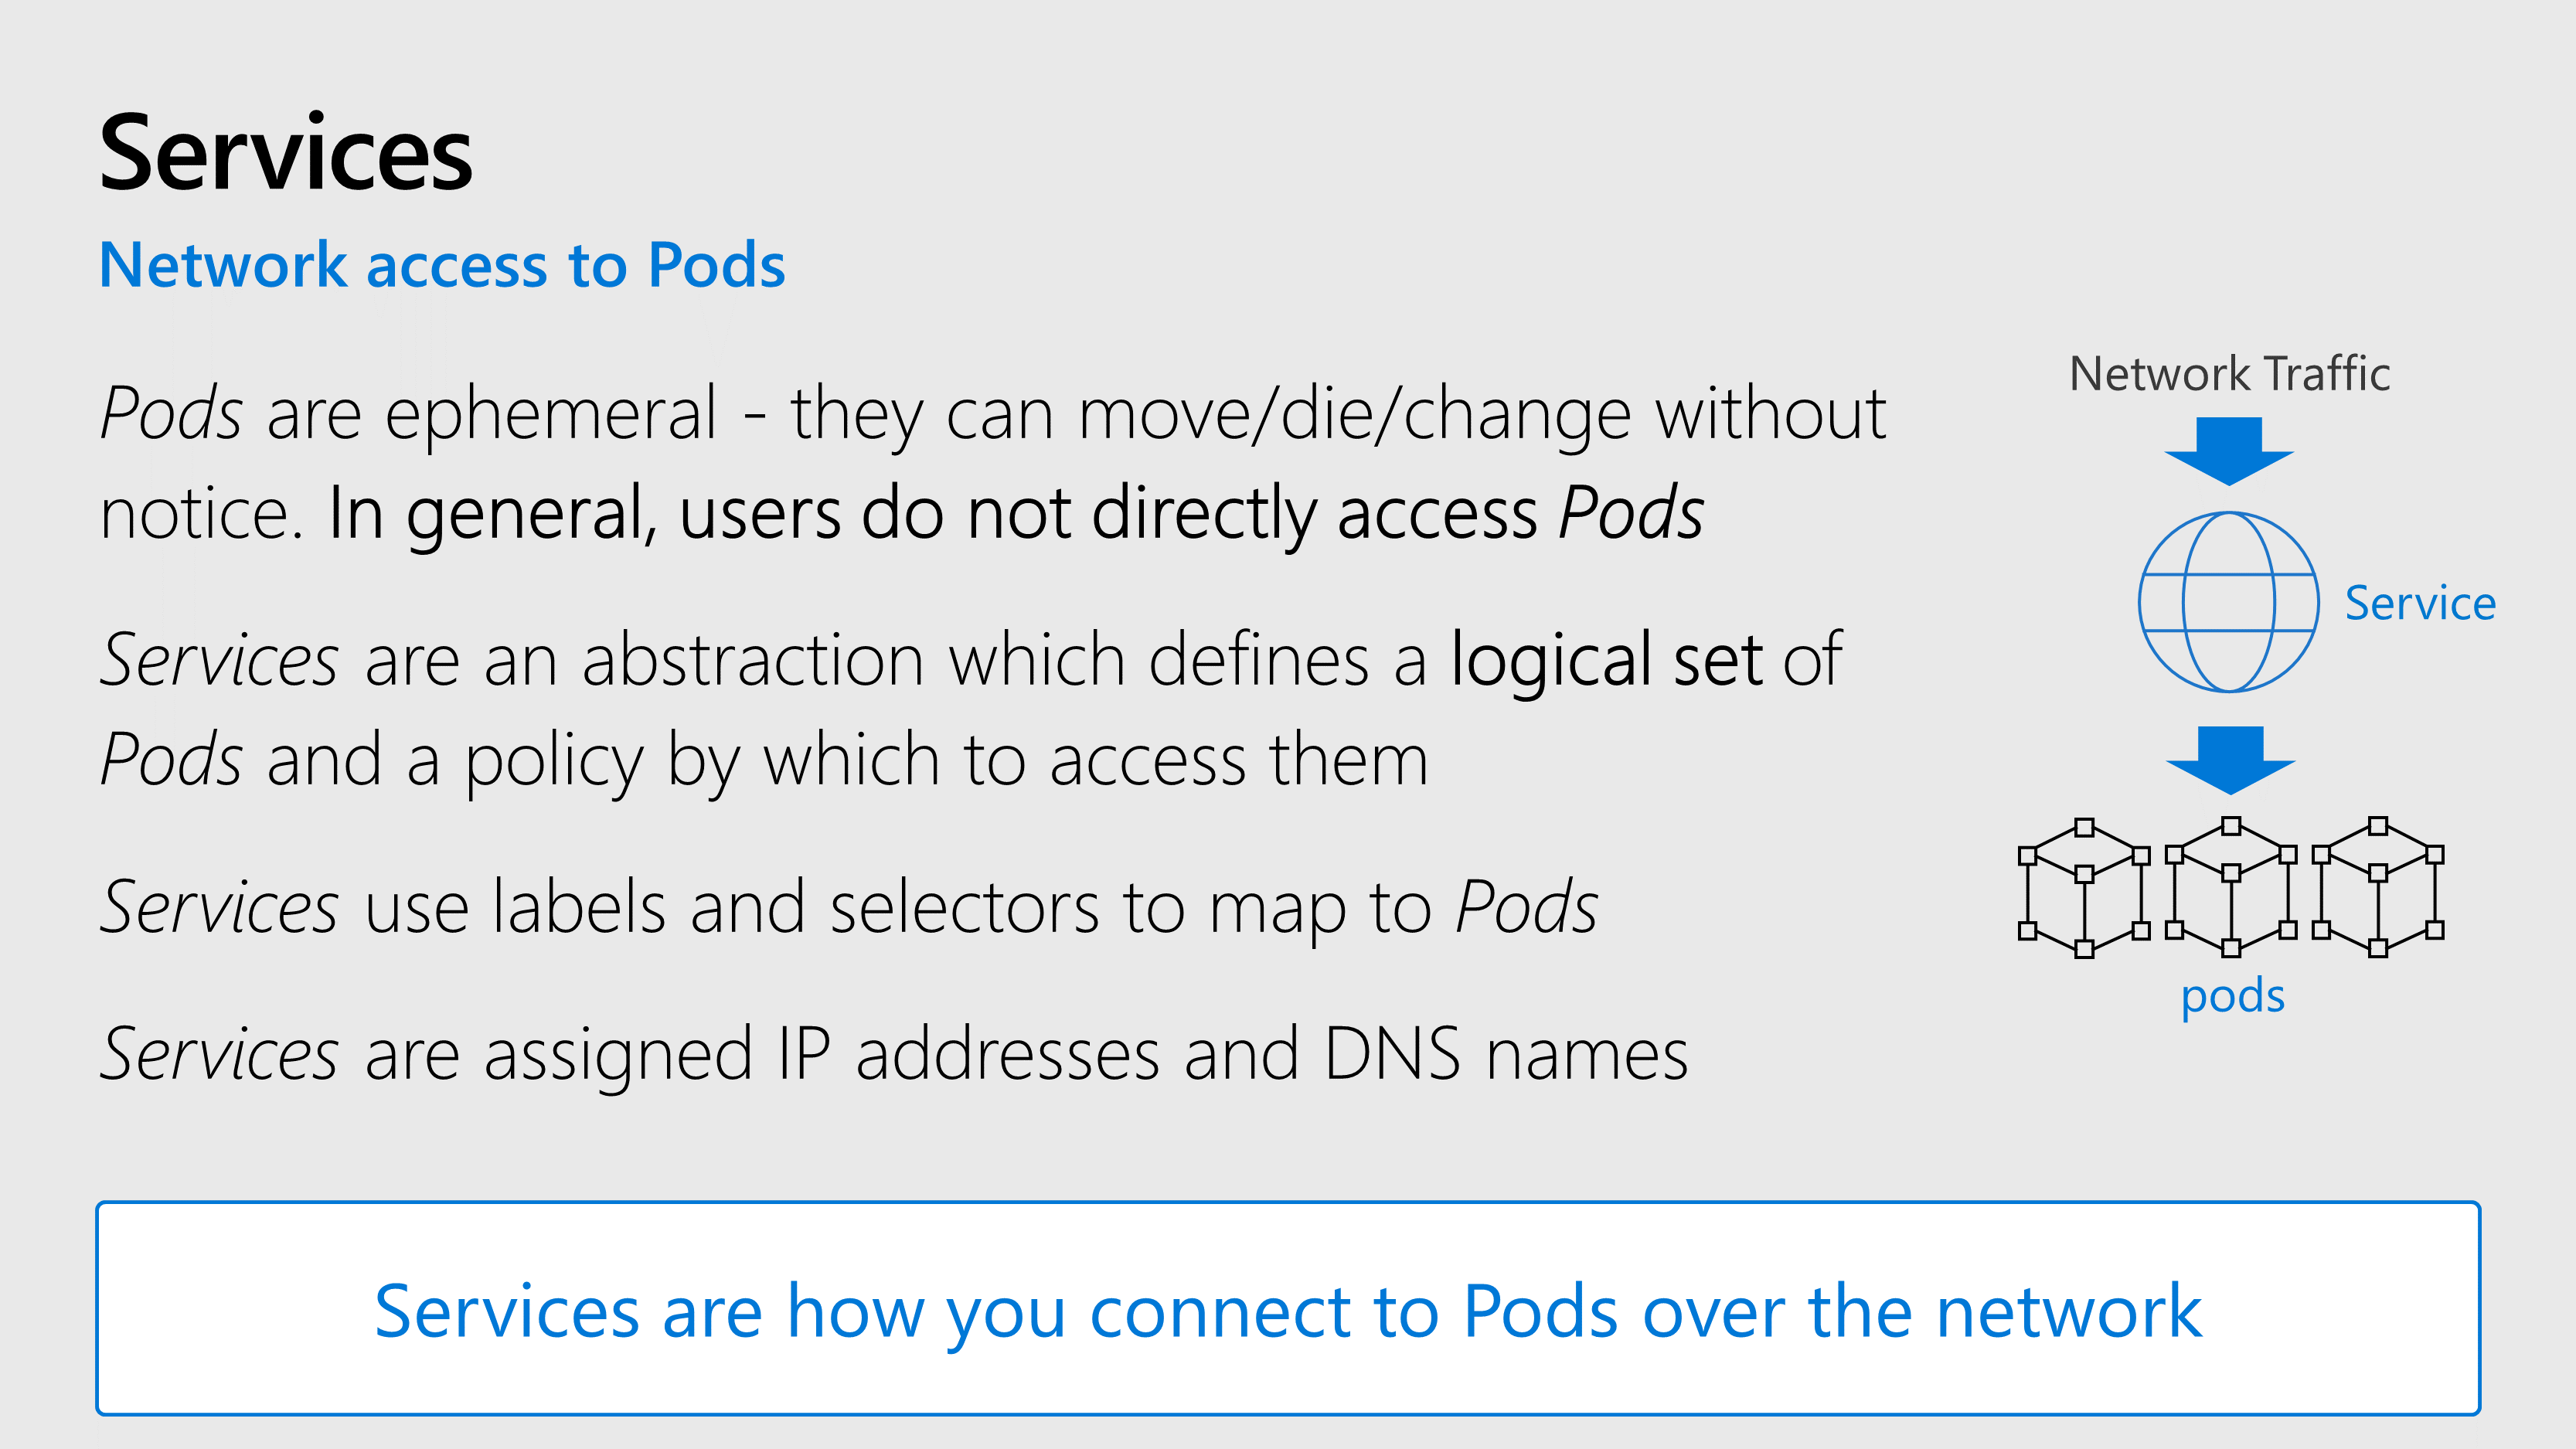 Services
Network access to Pods
Pods are ephemeral - they can move/die/change without
notice. In general, users do not directly access Pods
Services are an abstraction which defines a logical set of
Pods and a policy by which to access them
Services use labels and selectors to map to Pods
Services are assigned IP addresses and DNS names
Network Traffic
Service
pods
Services are how you connect to Pods over the network